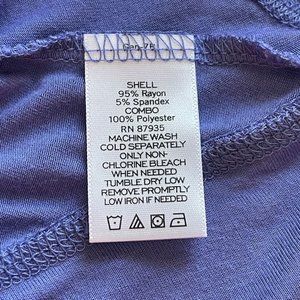 SHELL
95% Rayon
5% Spandex
COMBO
100% Polyester
RN 87935
MACHINE WASH
COLD SEPARATELY
ONLY NON-
CHLORINE BLEACH
WHEN NEEDED
TUMBLE DRY LOW
REMOVE PROMPTLY
LOW IRON IF NEEDED